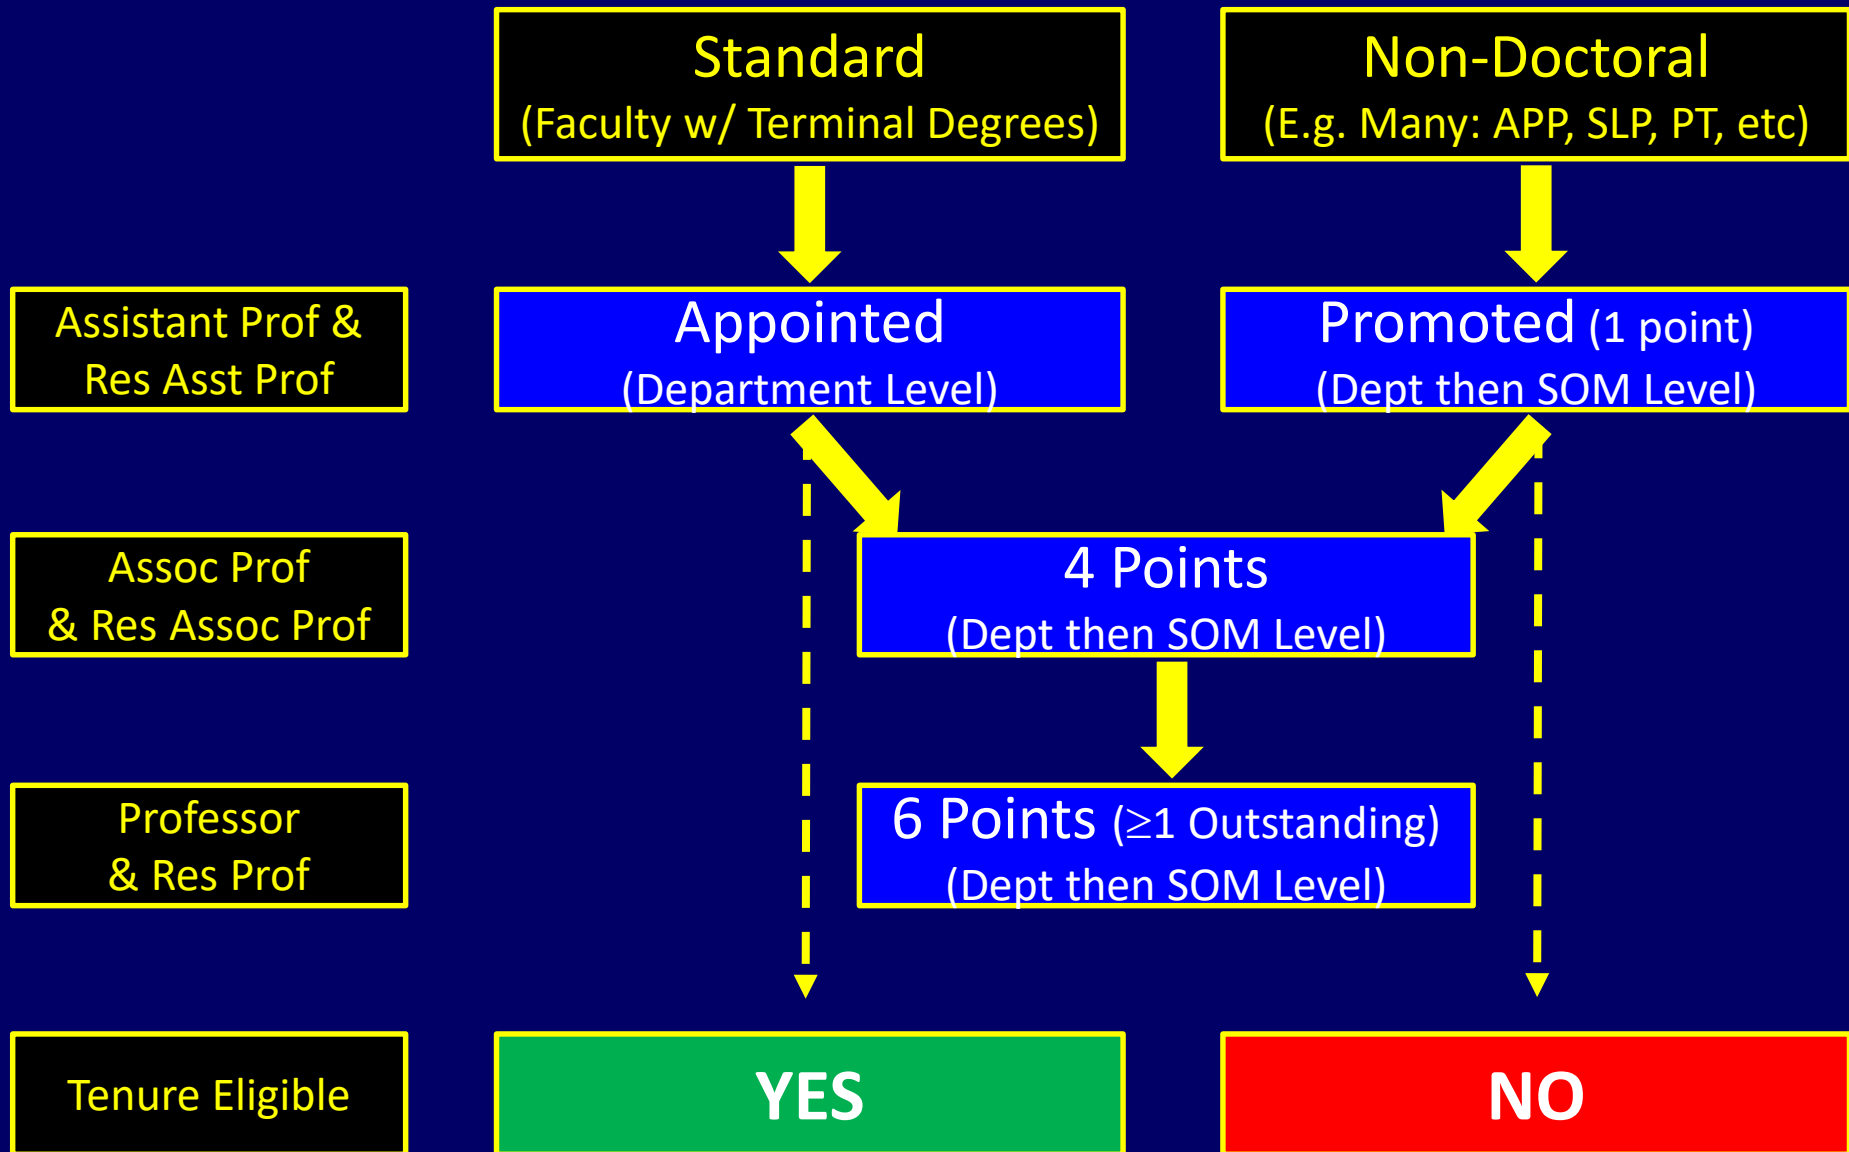 Standard
(Faculty w/ Terminal Degrees)
Non-Doctoral
(E.g. Many: APP, SLP, PT, etc)
Assistant Prof &
Res Asst Prof
Appointed
(Department Level)
Promoted (1 point)
(Dept then SOM Level)
Assoc Prof
& Res Assoc Prof
4 Points
(Dept then SOM Level)
Professor
& Res Prof
6 Points (≥1 Outstanding)
(Dept then SOM Level)
Tenure Eligible
YES
NO